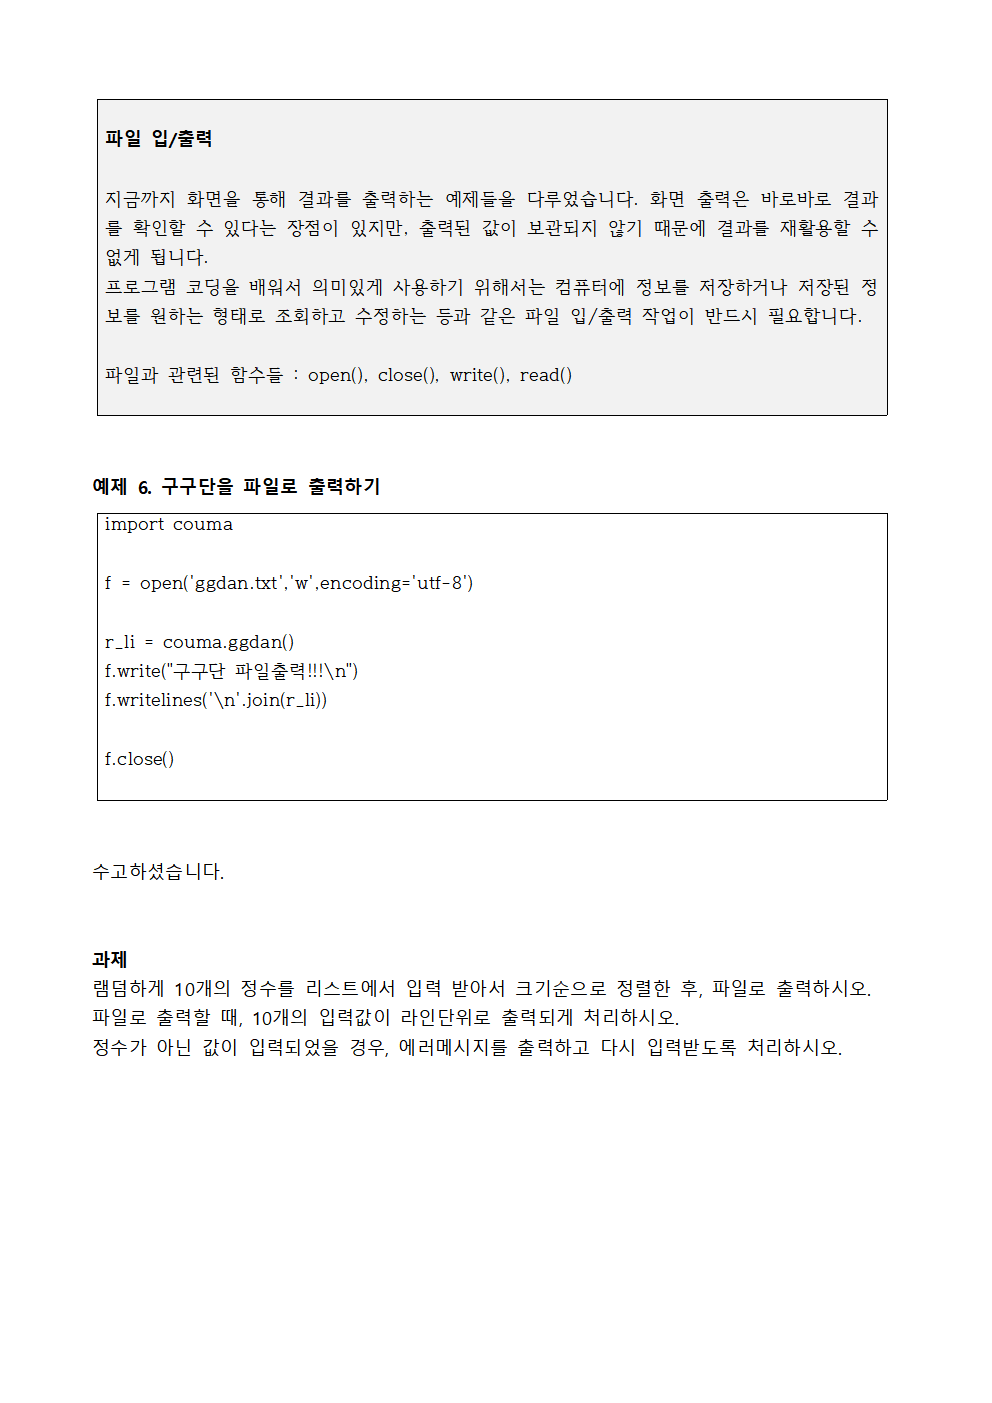 파일 입/출력
지금까지 화면을 통해 결과를 출력하는 예제들을 다루었습니다. 화면 출력은 바로바로 결과
를 확인할 수 있다는 장점이 있지만, 출력된 값이 보관되지 않기 때문에 결과를 재활용할 수
없게 됩니다.
프로그램 코딩을 배워서 의미있게 사용하기 위해서는 컴퓨터에 정보를 저장하거나 저장된 정
보를 원하는 형태로 조회하고 수정하는 등과 같은 파일 입/출력 작업이 반드시 필요합니다.
파일과 관련된 함수들 : open(), close(), write(), read()
예제 6. 구구단을 파일로 출력하기
import couma
f = open('ggdan.txt','w',encoding='utf-8')
r_li = couma.ggdan()
f.write("구구단 파일출력!!!\n")
f.writelines('\n'.join(r_li))
f.close()
수고하셨습니다.
과제
램덤하게 10개의 정수를 리스트에서 입력 받아서 크기순으로 정렬한 후, 파일로 출력하시오.
파일로 출력할 때, 10개의 입력값이 라인단위로 출력되게 처리하시오.
정수가 아닌 값이 입력되었을 경우, 에러메시지를 출력하고 다시 입력받도록 처리하시오.